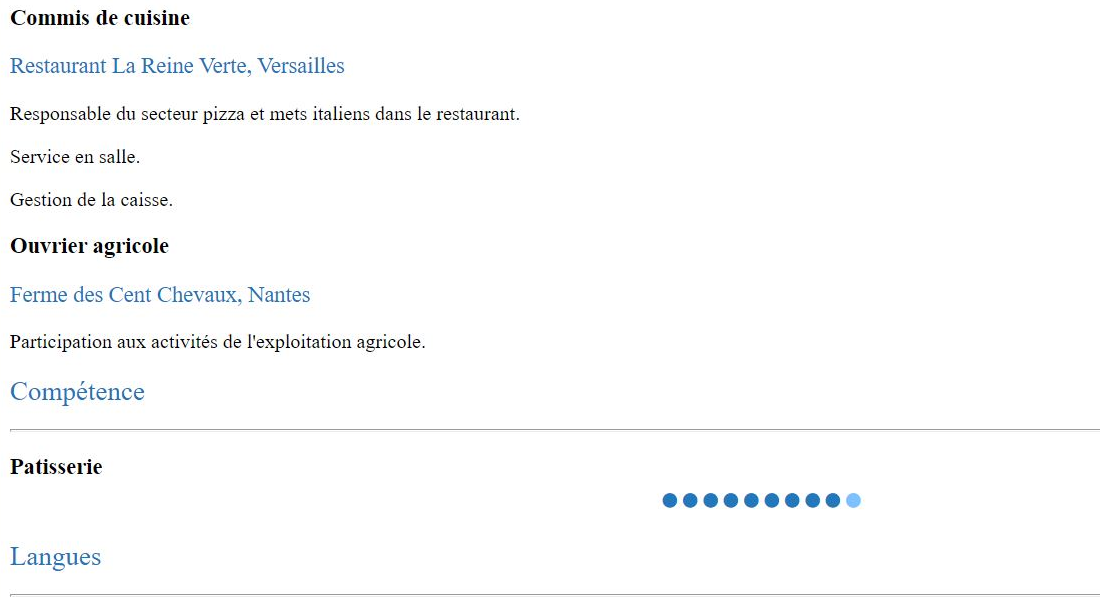 Commis de cuisine
Restaurant La Reine Verte, Versailles
Responsable du secteur pizza et mets italiens dans le restaurant.
Service en salle.
Gestion de la caisse.
Ouvrier agricole
Ferme des Cent Chevaux, Nantes
Participation aux activités de l'exploitation agricole.
Compétence
Patisserie
Langues